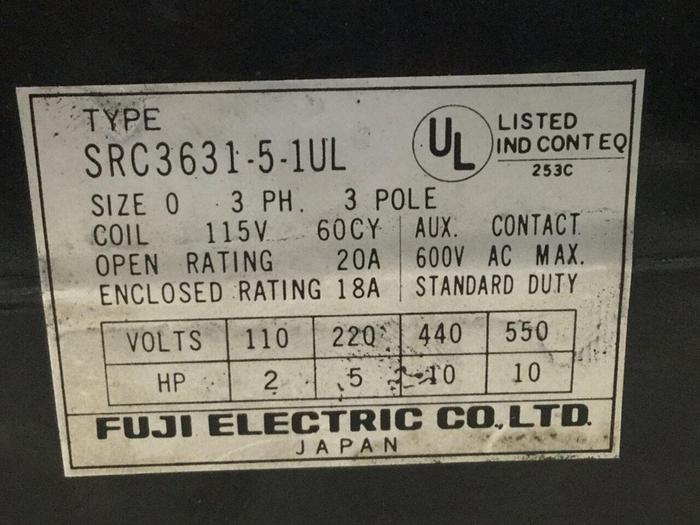 TYPE
SRC3631-5-1UL
UL LISTED
IND CONT EQ
253C
SIZE 0 3 PH. 3 POLE
COIL 115V 60CY AUX. CONTACT
OPEN RATING 20A 600V AC MAX.
ENCLOSED RATING 18A STANDARD DUTY
VOLTS 110 220 440 550
HP 2 5 10 10
FUJI ELECTRIC CO., LTD.
JAPAN